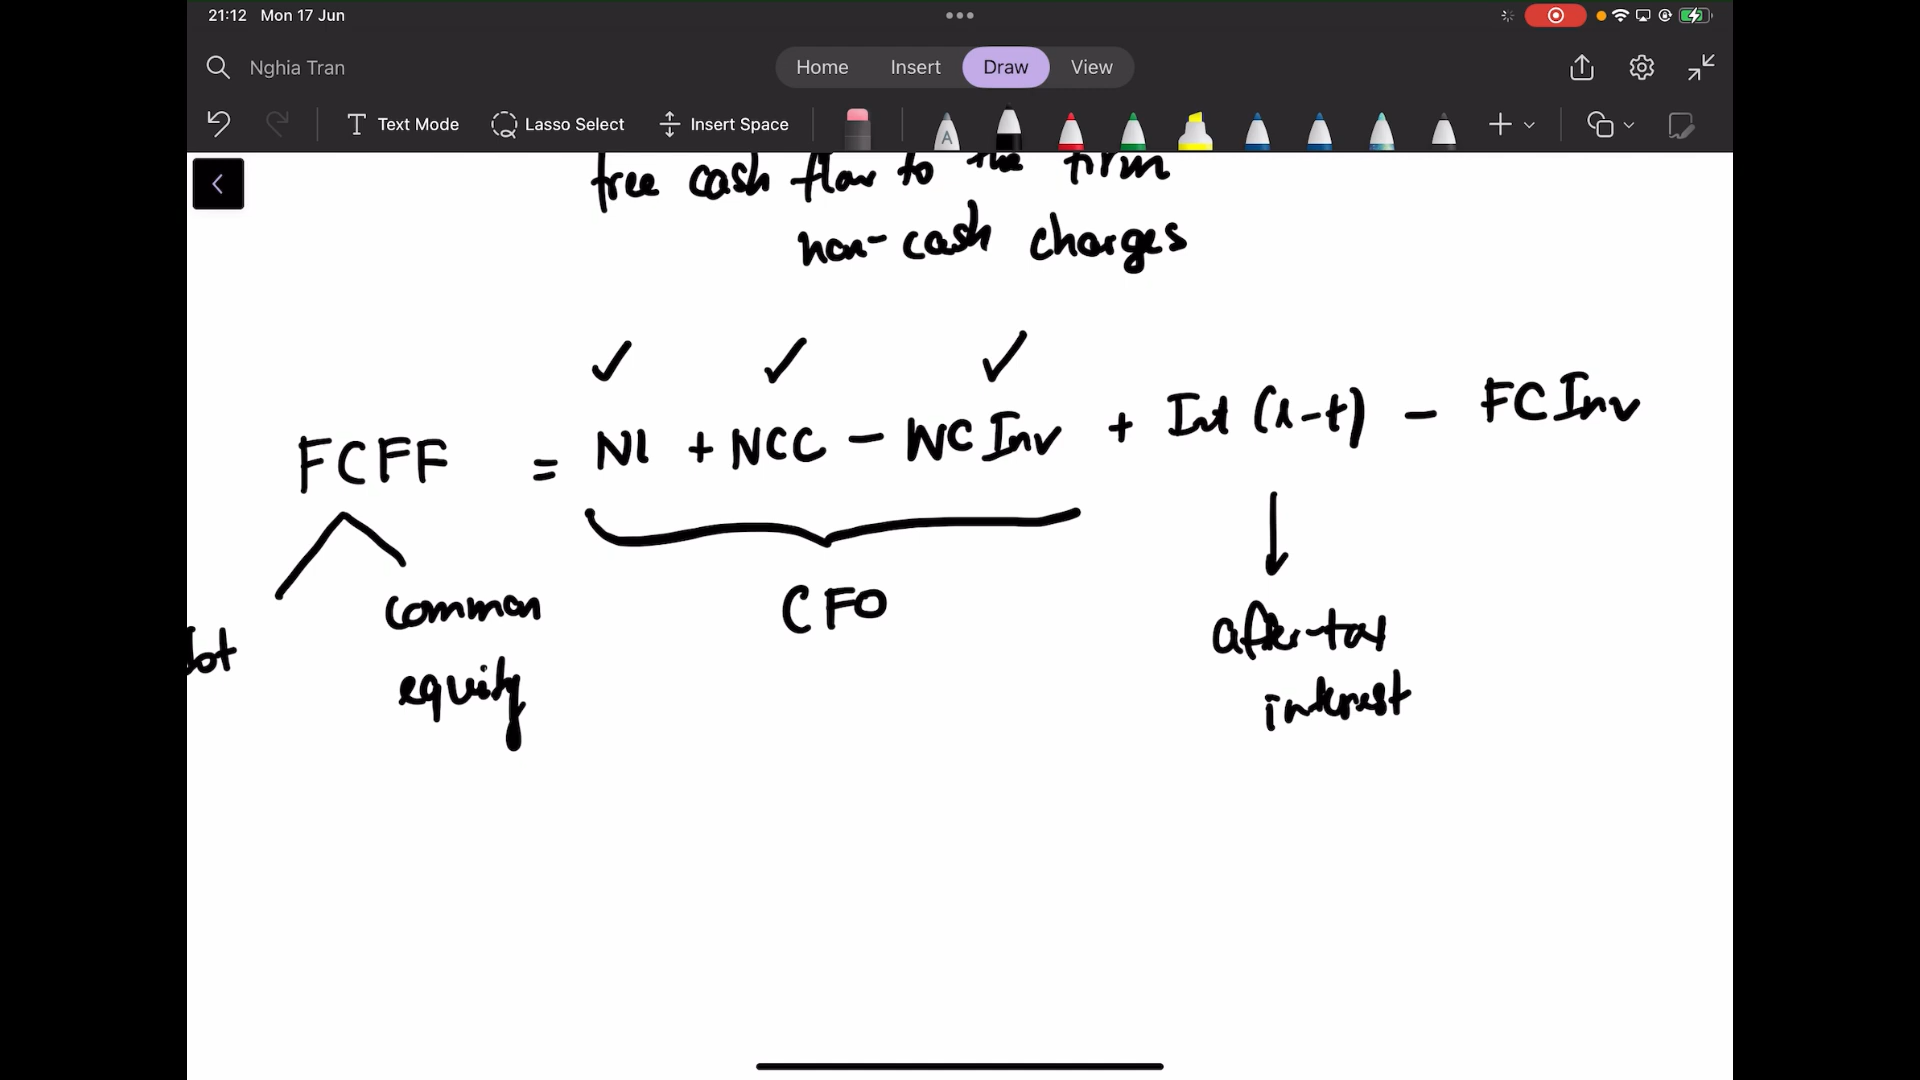 21:12 Mon 17 Jun
Nghia Tran
Home Insert Draw View
Text Mode Lasso Select Insert Space
A
free cash flow to the firm
non-cash charges
FCFF = NI + NCC - WC Inv + Int (1-t) - FC Inv
common
equity
CFO
after-tax
interest